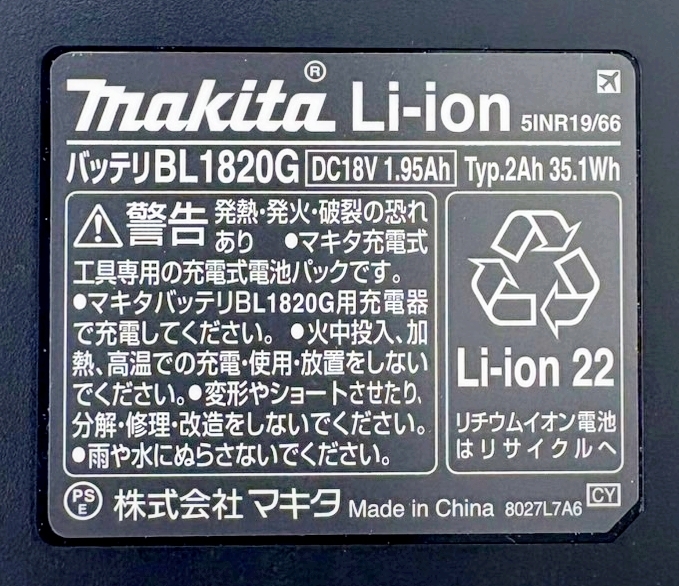 makita® Li-ion 5INR19/66
バッテリBL1820G DC18V 1.95Ah Typ.2Ah 35.1Wh
警告 発熱・発火・破裂の恐れ
あり ●マキタ充電式
工具専用の充電式電池パックです。
●マキタバッテリBL1820G用充電器
で充電してください。 ●火中投入、加
熱、高温での充電・使用・放置をしない
でください。●変形やショートさせたり、
分解・修理・改造をしないでください。
●雨や水にぬらさないでください。
Li-ion 22
リチウムイオン電池
はリサイクルへ
PS
E
株式会社 マキタ Made in China 8027L7A6 CY